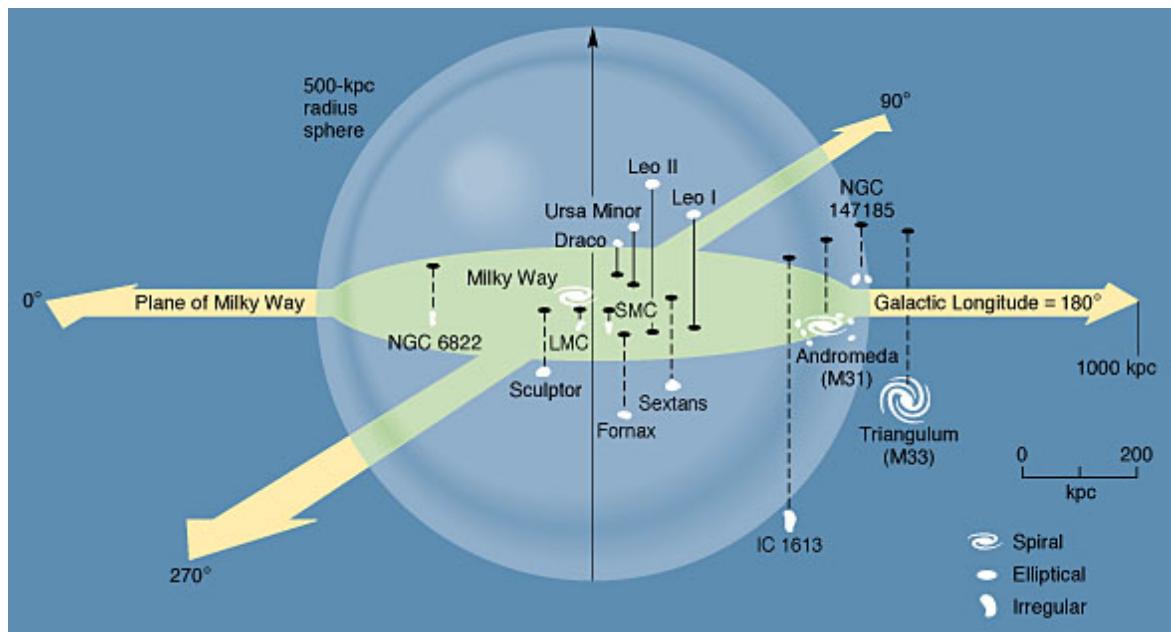 500-kpc
radius
sphere
90°
Leo II
Leo I
NGC
147185
Ursa Minor
Draco
Milky Way
0°
Plane of Milky Way
SMC
Galactic Longitude = 180°
NGC 6822
LMC
Andromeda
(M31)
1000 kpc
Sculptor
Sextans
Fornax
Triangulum
(M33)
0
200
kpc
IC 1613
270°
Spiral
Elliptical
Irregular